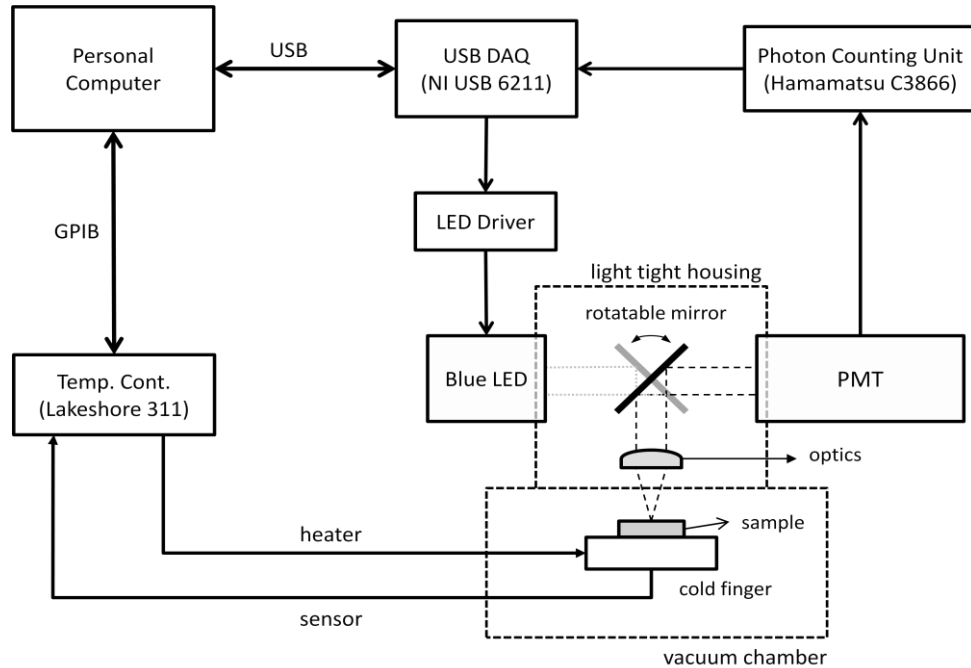 Personal
Computer
USB
USB DAQ
(NI USB 6211)
Photon Counting Unit
(Hamamatsu C3866)
GPIB
LED Driver
light tight housing
rotatable mirror
Temp. Cont.
(Lakeshore 311)
Blue LED
PMT
optics
sample
heater
cold finger
sensor
vacuum chamber